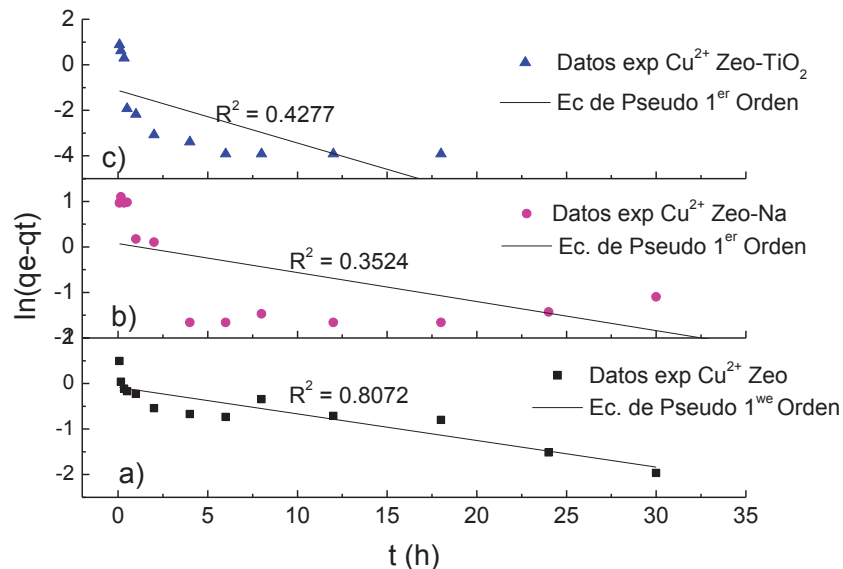 2
0
-2
-4
c)
R² = 0.4277
Datos exp Cu²⁺ Zeo-TiO₂
Ec de Pseudo 1ᵉʳ Orden
1
0
-1
-2
b)
R² = 0.3524
Datos exp Cu²⁺ Zeo-Na
Ec. de Pseudo 1ᵉʳ Orden
ln(qe-qt)
0
-1
-2
a)
R² = 0.8072
Datos exp Cu²⁺ Zeo
Ec. de Pseudo 1ʷᵉ Orden
0 5 10 15 20 25 30 35
t (h)